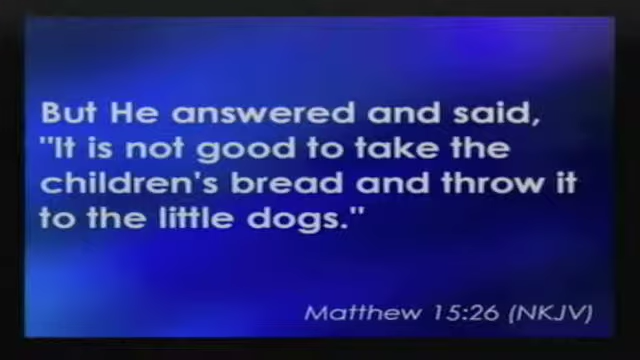 But He answered and said,
"It is not good to take the
children's bread and throw it
to the little dogs."
Matthew 15:26 (NKJV)